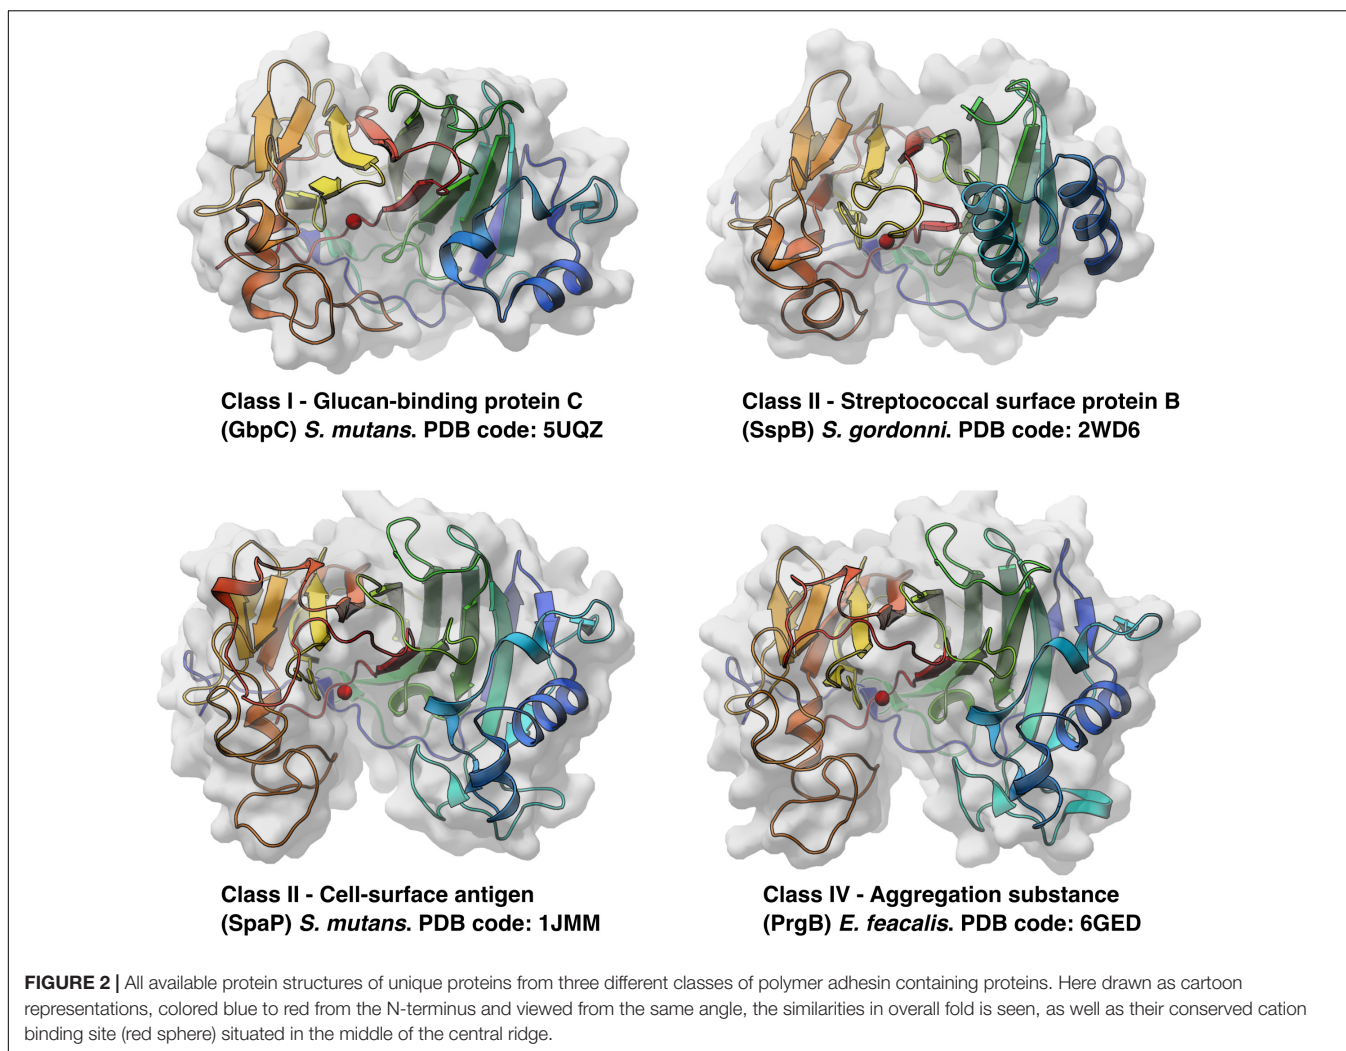 Class I - Glucan-binding protein C
(GbpC) S. mutans. PDB code: 5UQZ
Class II - Streptococcal surface protein B
(SspB) S. gordonni. PDB code: 2WD6
Class II - Cell-surface antigen
(SpaP) S. mutans. PDB code: 1JMM
Class IV - Aggregation substance
(PrgB) E. feacalis. PDB code: 6GED
FIGURE 2 | All available protein structures of unique proteins from three different classes of polymer adhesin containing proteins. Here drawn as cartoon
representations, colored blue to red from the N-terminus and viewed from the same angle, the similarities in overall fold is seen, as well as their conserved cation
binding site (red sphere) situated in the middle of the central ridge.